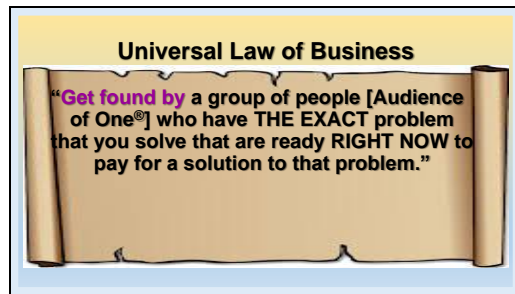 Universal Law of Business
“Get found by a group of people [Audience
of One®] who have THE EXACT problem
that you solve that are ready RIGHT NOW to
pay for a solution to that problem.”